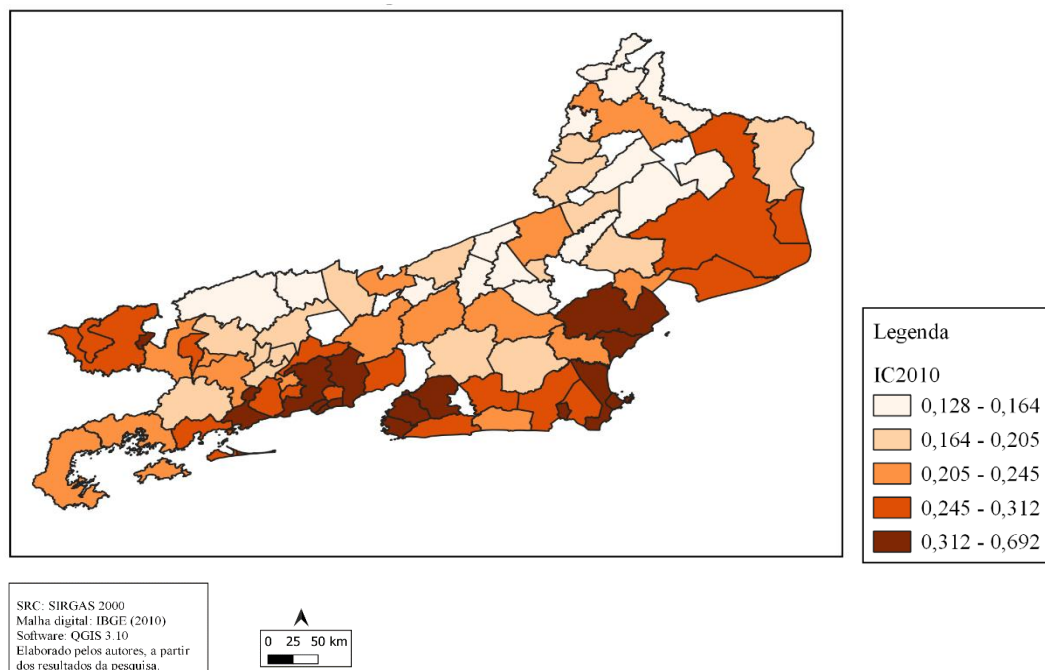 Legenda
IC2010
0,128 - 0,164
0,164 - 0,205
0,205 - 0,245
0,245 - 0,312
0,312 - 0,692
SRC: SIRGAS 2000
Malha digital: IBGE (2010)
Software: QGIS 3.10
Elaborado pelos autores, a partir
dos resultados da pesquisa.
0 25 50 km